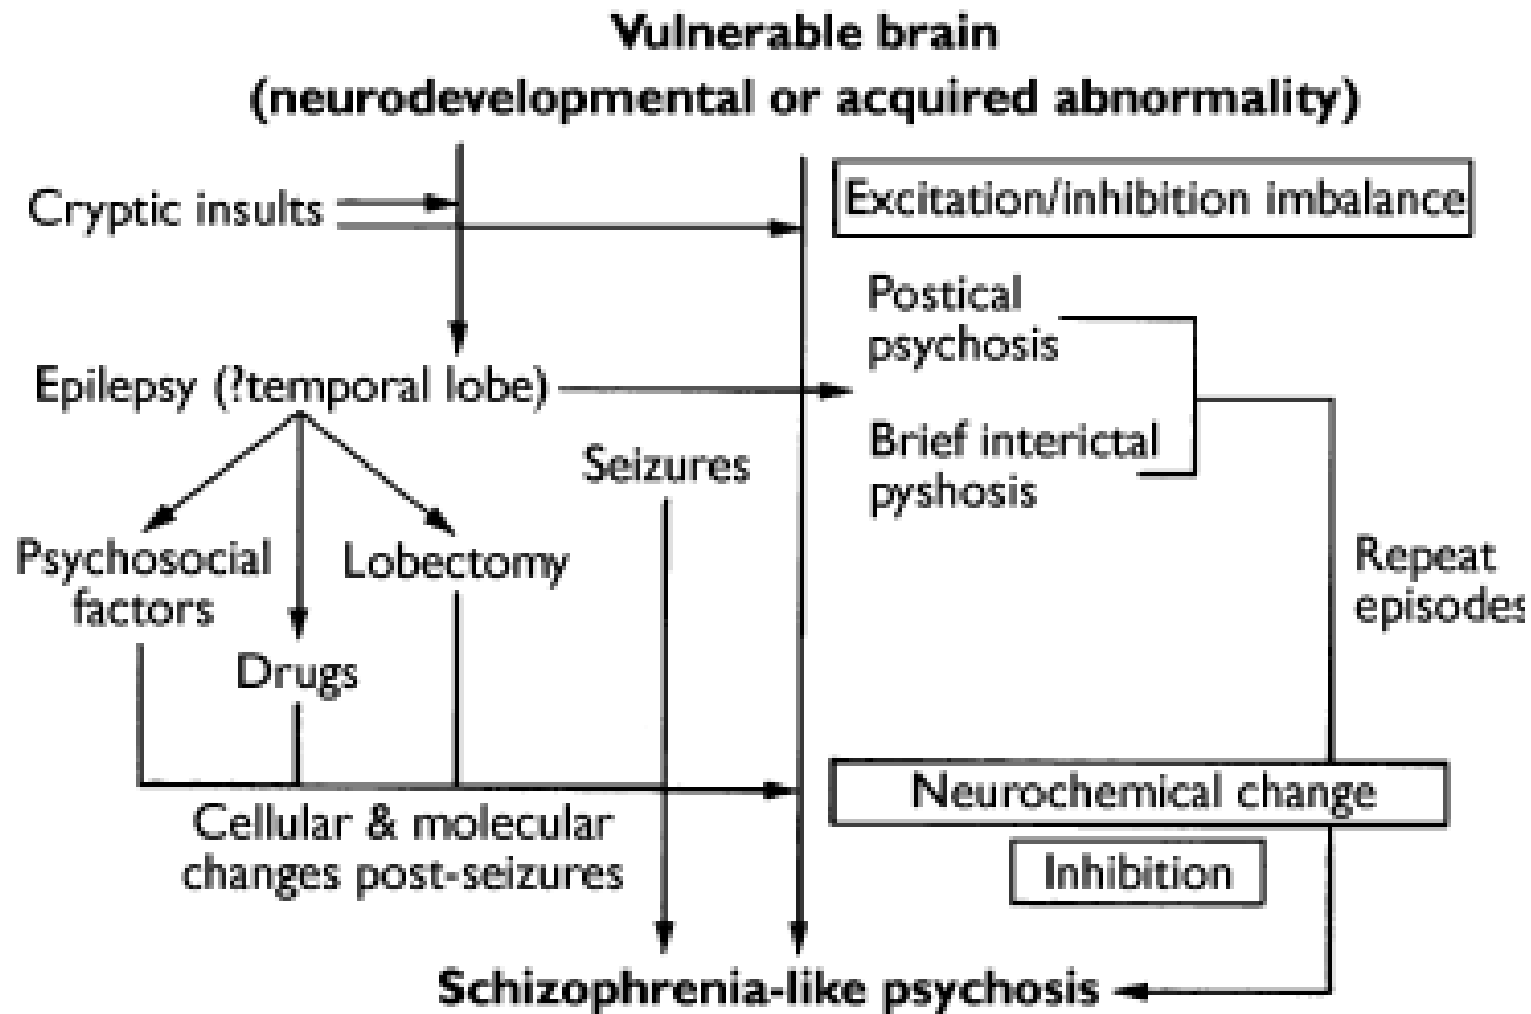 Vulnerable brain
(neurodevelopmental or acquired abnormality)
Cryptic insults
Excitation/inhibition imbalance
Postical
psychosis
Epilepsy (?temporal lobe)
Brief interictal
pyshosis
Seizures
Psychosocial
factors
Lobectomy
Drugs
Repeat
episodes
Cellular & molecular
changes post-seizures
Neurochemical change
Inhibition
Schizophrenia-like psychosis